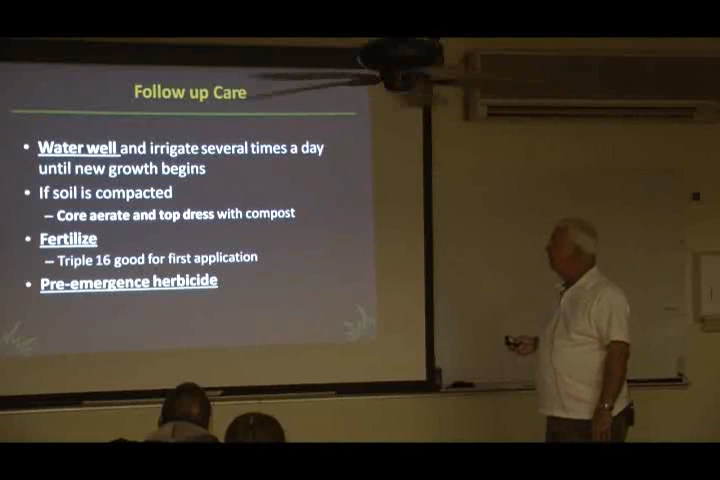 Follow up Care
• Water well and irrigate several times a day
until new growth begins
• If soil is compacted
– Core aerate and top dress with compost
• Fertilize
– Triple 16 good for first application
• Pre-emergence herbicide